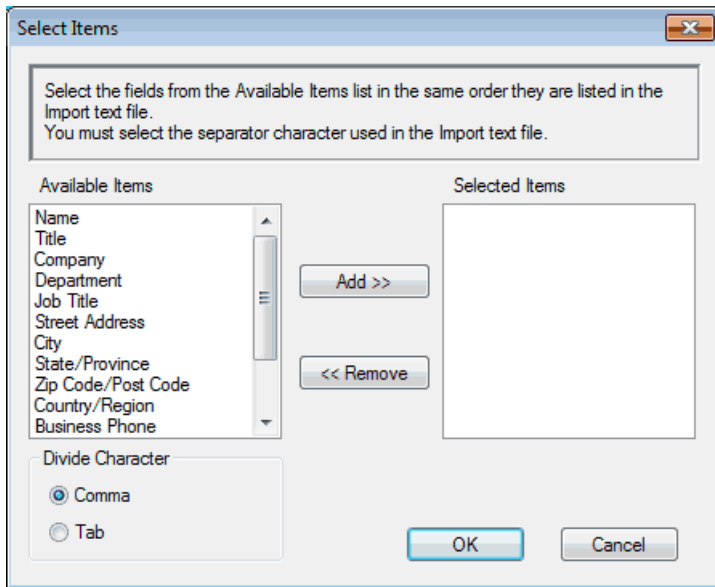 Select Items
Select the fields from the Available Items list in the same order they are listed in the
Import text file.
You must select the separator character used in the Import text file.
Available Items
Selected Items
Name
Title
Company
Department
Job Title
Street Address
City
State/Province
Zip Code/Post Code
Country/Region
Business Phone
Add >>
<< Remove
Divide Character
Comma
Tab
OK
Cancel